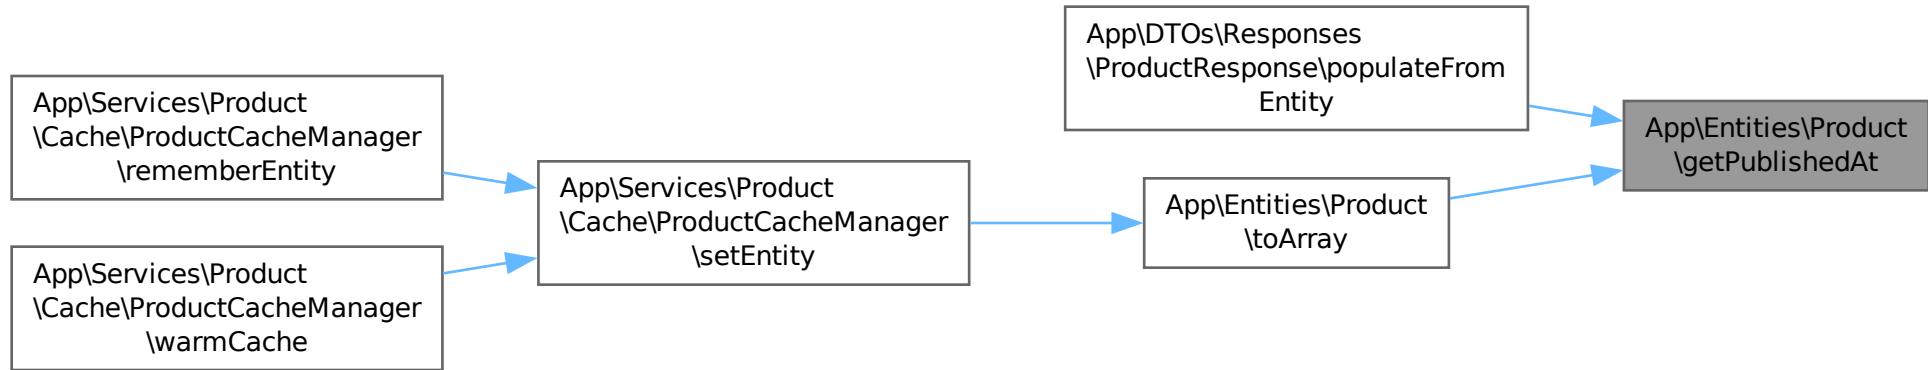 App\Services\Product
\Cache\ProductCacheManager
\rememberEntity
App\Services\Product
\Cache\ProductCacheManager
\warmCache
App\Services\Product
\Cache\ProductCacheManager
\setEntity
App\DTOs\Responses
\ProductResponse\populateFrom
Entity
App\Entities\Product
\toArray
App\Entities\Product
\getPublishedAt